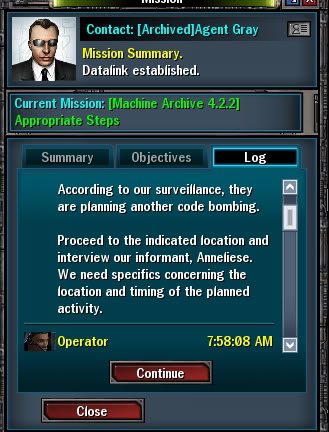 Mission
Contact: [Archived]Agent Gray
Mission Summary.
Datalink established.
Current Mission: [Machine Archive 4.2.2]
Appropriate Steps
Summary
Objectives
Log
According to our surveillance, they
are planning another code bombing.
Proceed to the indicated location and
interview our informant, Anneliese.
We need specifics concerning the
location and timing of the planned
activity.
Operator 7:58:08 AM
Continue
Close